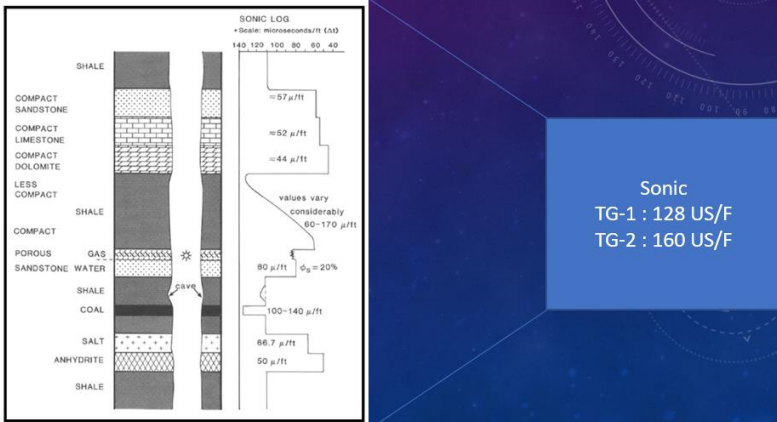 SONIC LOG
* Scale: microseconds/ft (Δt)
140 120 100 80 60 40
SHALE
COMPACT
SANDSTONE
≈57 μ/ft
COMPACT
LIMESTONE
≈52 μ/ft
COMPACT
DOLOMITE
≈44 μ/ft
LESS
COMPACT
SHALE
COMPACT
values vary
considerably
60-170 μ/ft
POROUS GAS
SANDSTONE WATER
80 μ/ft ɸs = 20%
SHALE
cave
COAL
100-140 μ/ft
SALT
66.7 μ/ft
ANHYDRITE
50 μ/ft
SHALE
Sonic
TG-1 : 128 US/F
TG-2 : 160 US/F